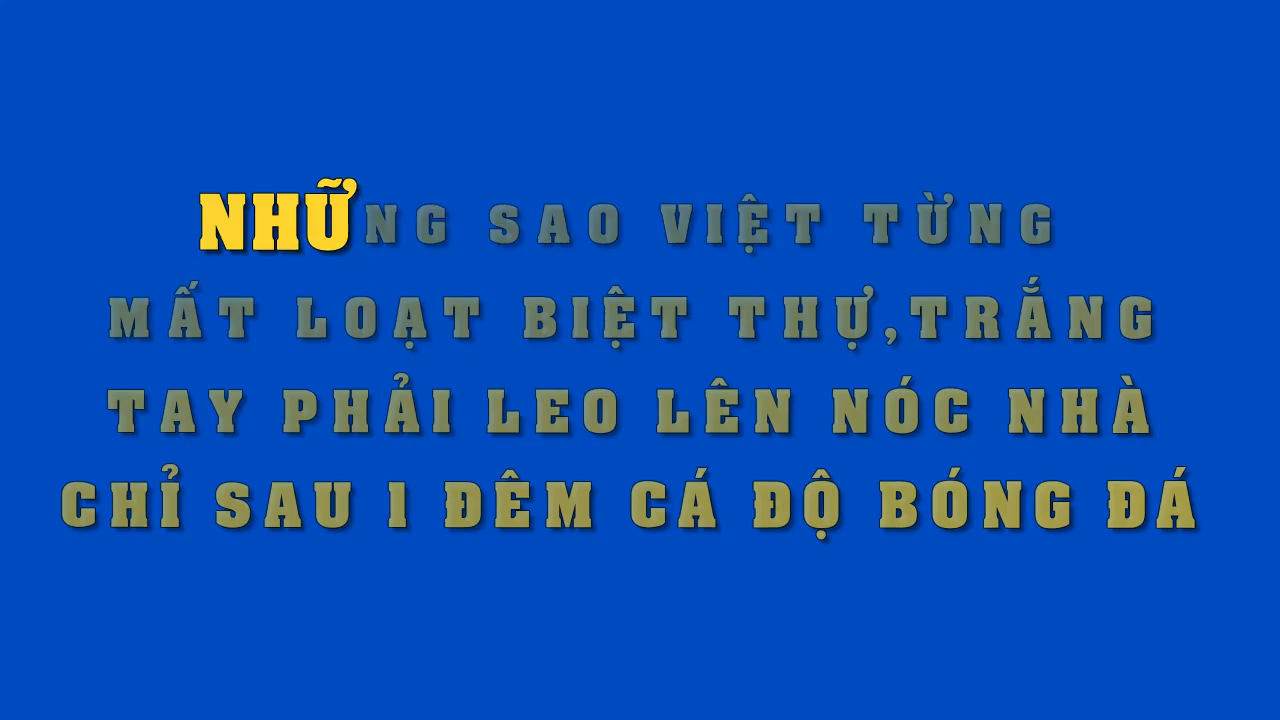 NHỮNG SAO VIỆT TỪNG
MẤT LOẠT BIỆT THỰ,TRẮNG
TAY PHẢI LEO LÊN NÓC NHÀ
CHỈ SAU 1 ĐÊM CÁ ĐỘ BÓNG ĐÁ